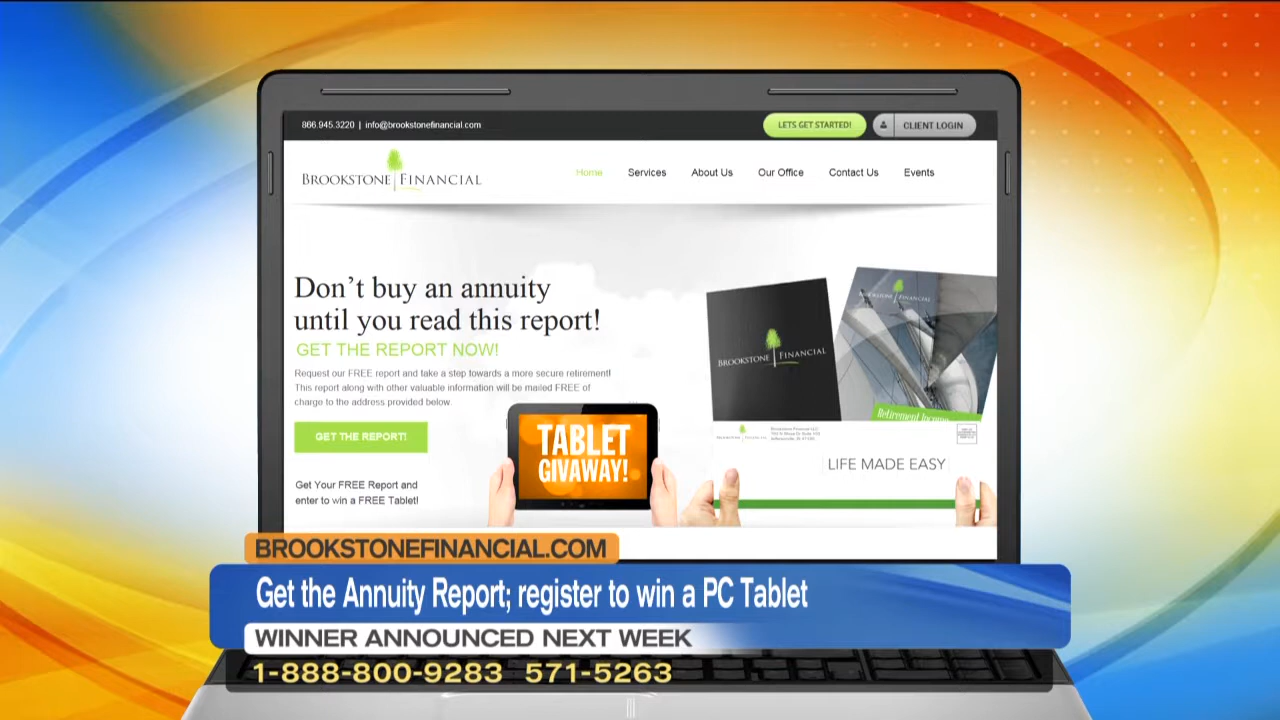 866.945.3220 | info@brookstonefinancial.com
LETS GET STARTED!
CLIENT LOGIN
BROOKSTONE FINANCIAL
Home
Services
About Us
Our Office
Contact Us
Events
Don't buy an annuity
until you read this report!
GET THE REPORT NOW!
Request our FREE report and take a step towards a more secure retirement!
This report along with other valuable information will be mailed FREE of
charge to the address provided below.
GET THE REPORT!
Get Your FREE Report and
enter to win a FREE Tablet!
TABLET
GIVAWAY!
BROOKSTONE FINANCIAL
BROOKSTONE FINANCIAL
Retirement Income
Brookstone Financial LLC
LIFE MADE EASY
BROOKSTONEFINANCIAL.COM
Get the Annuity Report; register to win a PC Tablet
WINNER ANNOUNCED NEXT WEEK
1-888-800-9283 571-5263